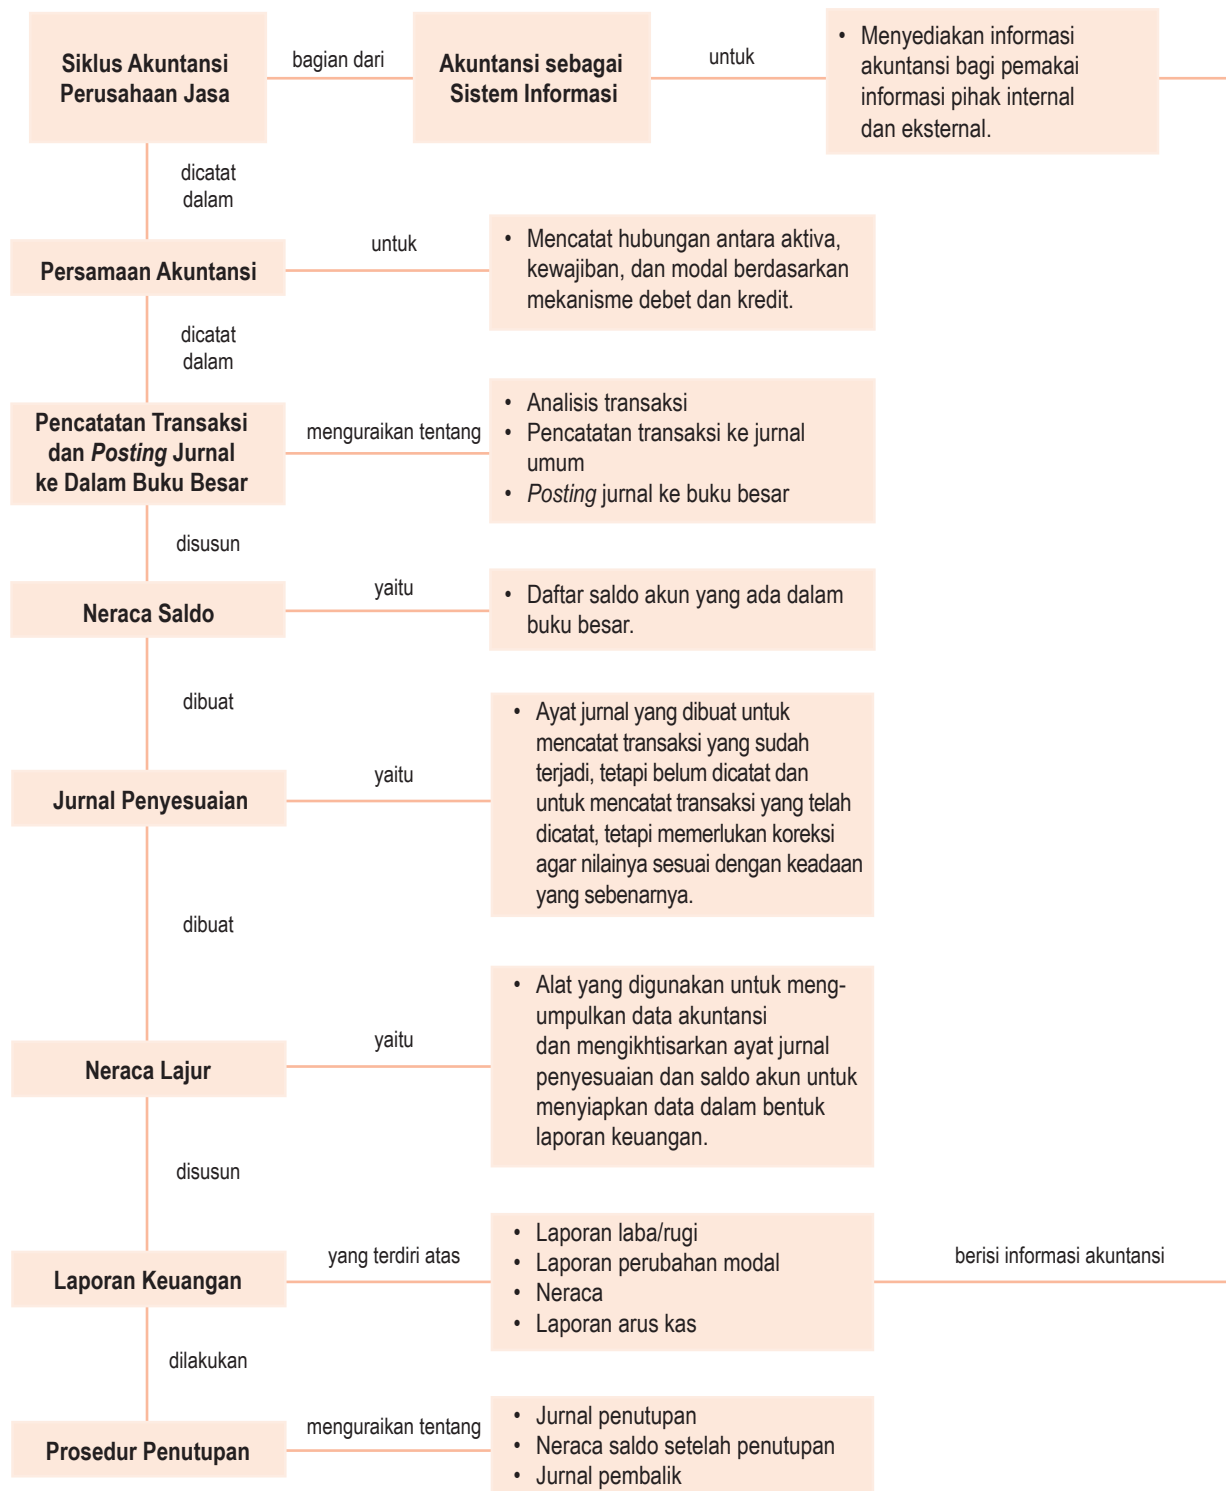 Siklus Akuntansi
Perusahaan Jasa
bagian dari
Akuntansi sebagai
Sistem Informasi
untuk
• Menyediakan informasi
akuntansi bagi pemakai
informasi pihak internal
dan eksternal.
dicatat
dalam
Persamaan Akuntansi
untuk
• Mencatat hubungan antara aktiva,
kewajiban, dan modal berdasarkan
mekanisme debet dan kredit.
dicatat
dalam
Pencatatan Transaksi
dan Posting Jurnal
ke Dalam Buku Besar
menguraikan tentang
• Analisis transaksi
• Pencatatan transaksi ke jurnal
umum
• Posting jurnal ke buku besar
disusun
Neraca Saldo
yaitu
• Daftar saldo akun yang ada dalam
buku besar.
dibuat
Jurnal Penyesuaian
yaitu
• Ayat jurnal yang dibuat untuk
mencatat transaksi yang sudah
terjadi, tetapi belum dicatat dan
untuk mencatat transaksi yang telah
dicatat, tetapi memerlukan koreksi
agar nilainya sesuai dengan keadaan
yang sebenarnya.
dibuat
Neraca Lajur
yaitu
• Alat yang digunakan untuk meng-
umpulkan data akuntansi
dan mengikhtisarkan ayat jurnal
penyesuaian dan saldo akun untuk
menyiapkan data dalam bentuk
laporan keuangan.
disusun
Laporan Keuangan
yang terdiri atas
• Laporan laba/rugi
• Laporan perubahan modal
• Neraca
• Laporan arus kas
berisi informasi akuntansi
dilakukan
Prosedur Penutupan
menguraikan tentang
• Jurnal penutupan
• Neraca saldo setelah penutupan
• Jurnal pembalik